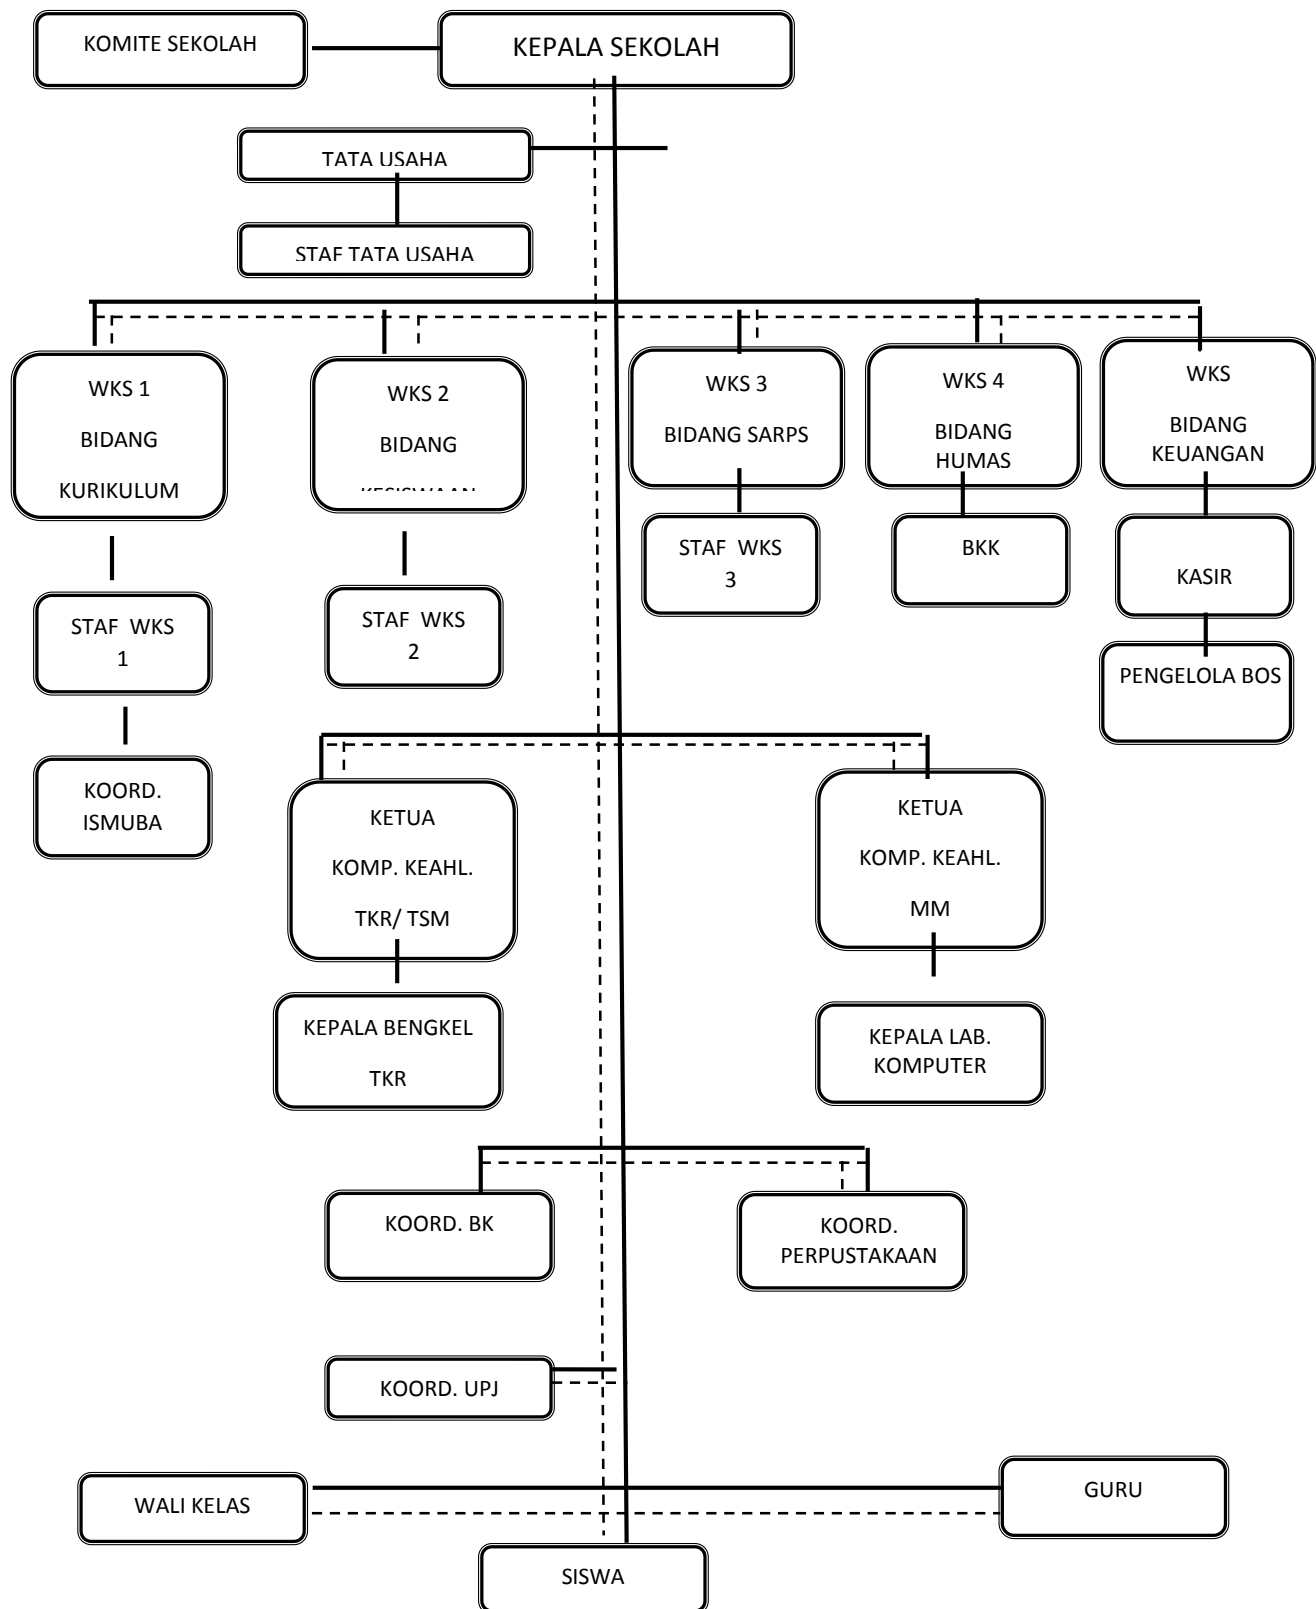 KOMITE SEKOLAH
KEPALA SEKOLAH
TATA USAHA
STAF TATA USAHA
WKS 1
BIDANG
KURIKULUM
WKS 2
BIDANG
KESISWAAN
WKS 3
BIDANG SARPS
WKS 4
BIDANG
HUMAS
WKS
BIDANG
KEUANGAN
STAF WKS
1
STAF WKS
2
STAF WKS
3
BKK
KASIR
PENGELOLA BOS
KOORD.
ISMUBA
KETUA
KOMP. KEAHL.
TKR/ TSM
KETUA
KOMP. KEAHL.
MM
KEPALA BENGKEL
TKR
KEPALA LAB.
KOMPUTER
KOORD. BK
KOORD.
PERPUSTAKAAN
KOORD. UPJ
WALI KELAS
GURU
SISWA